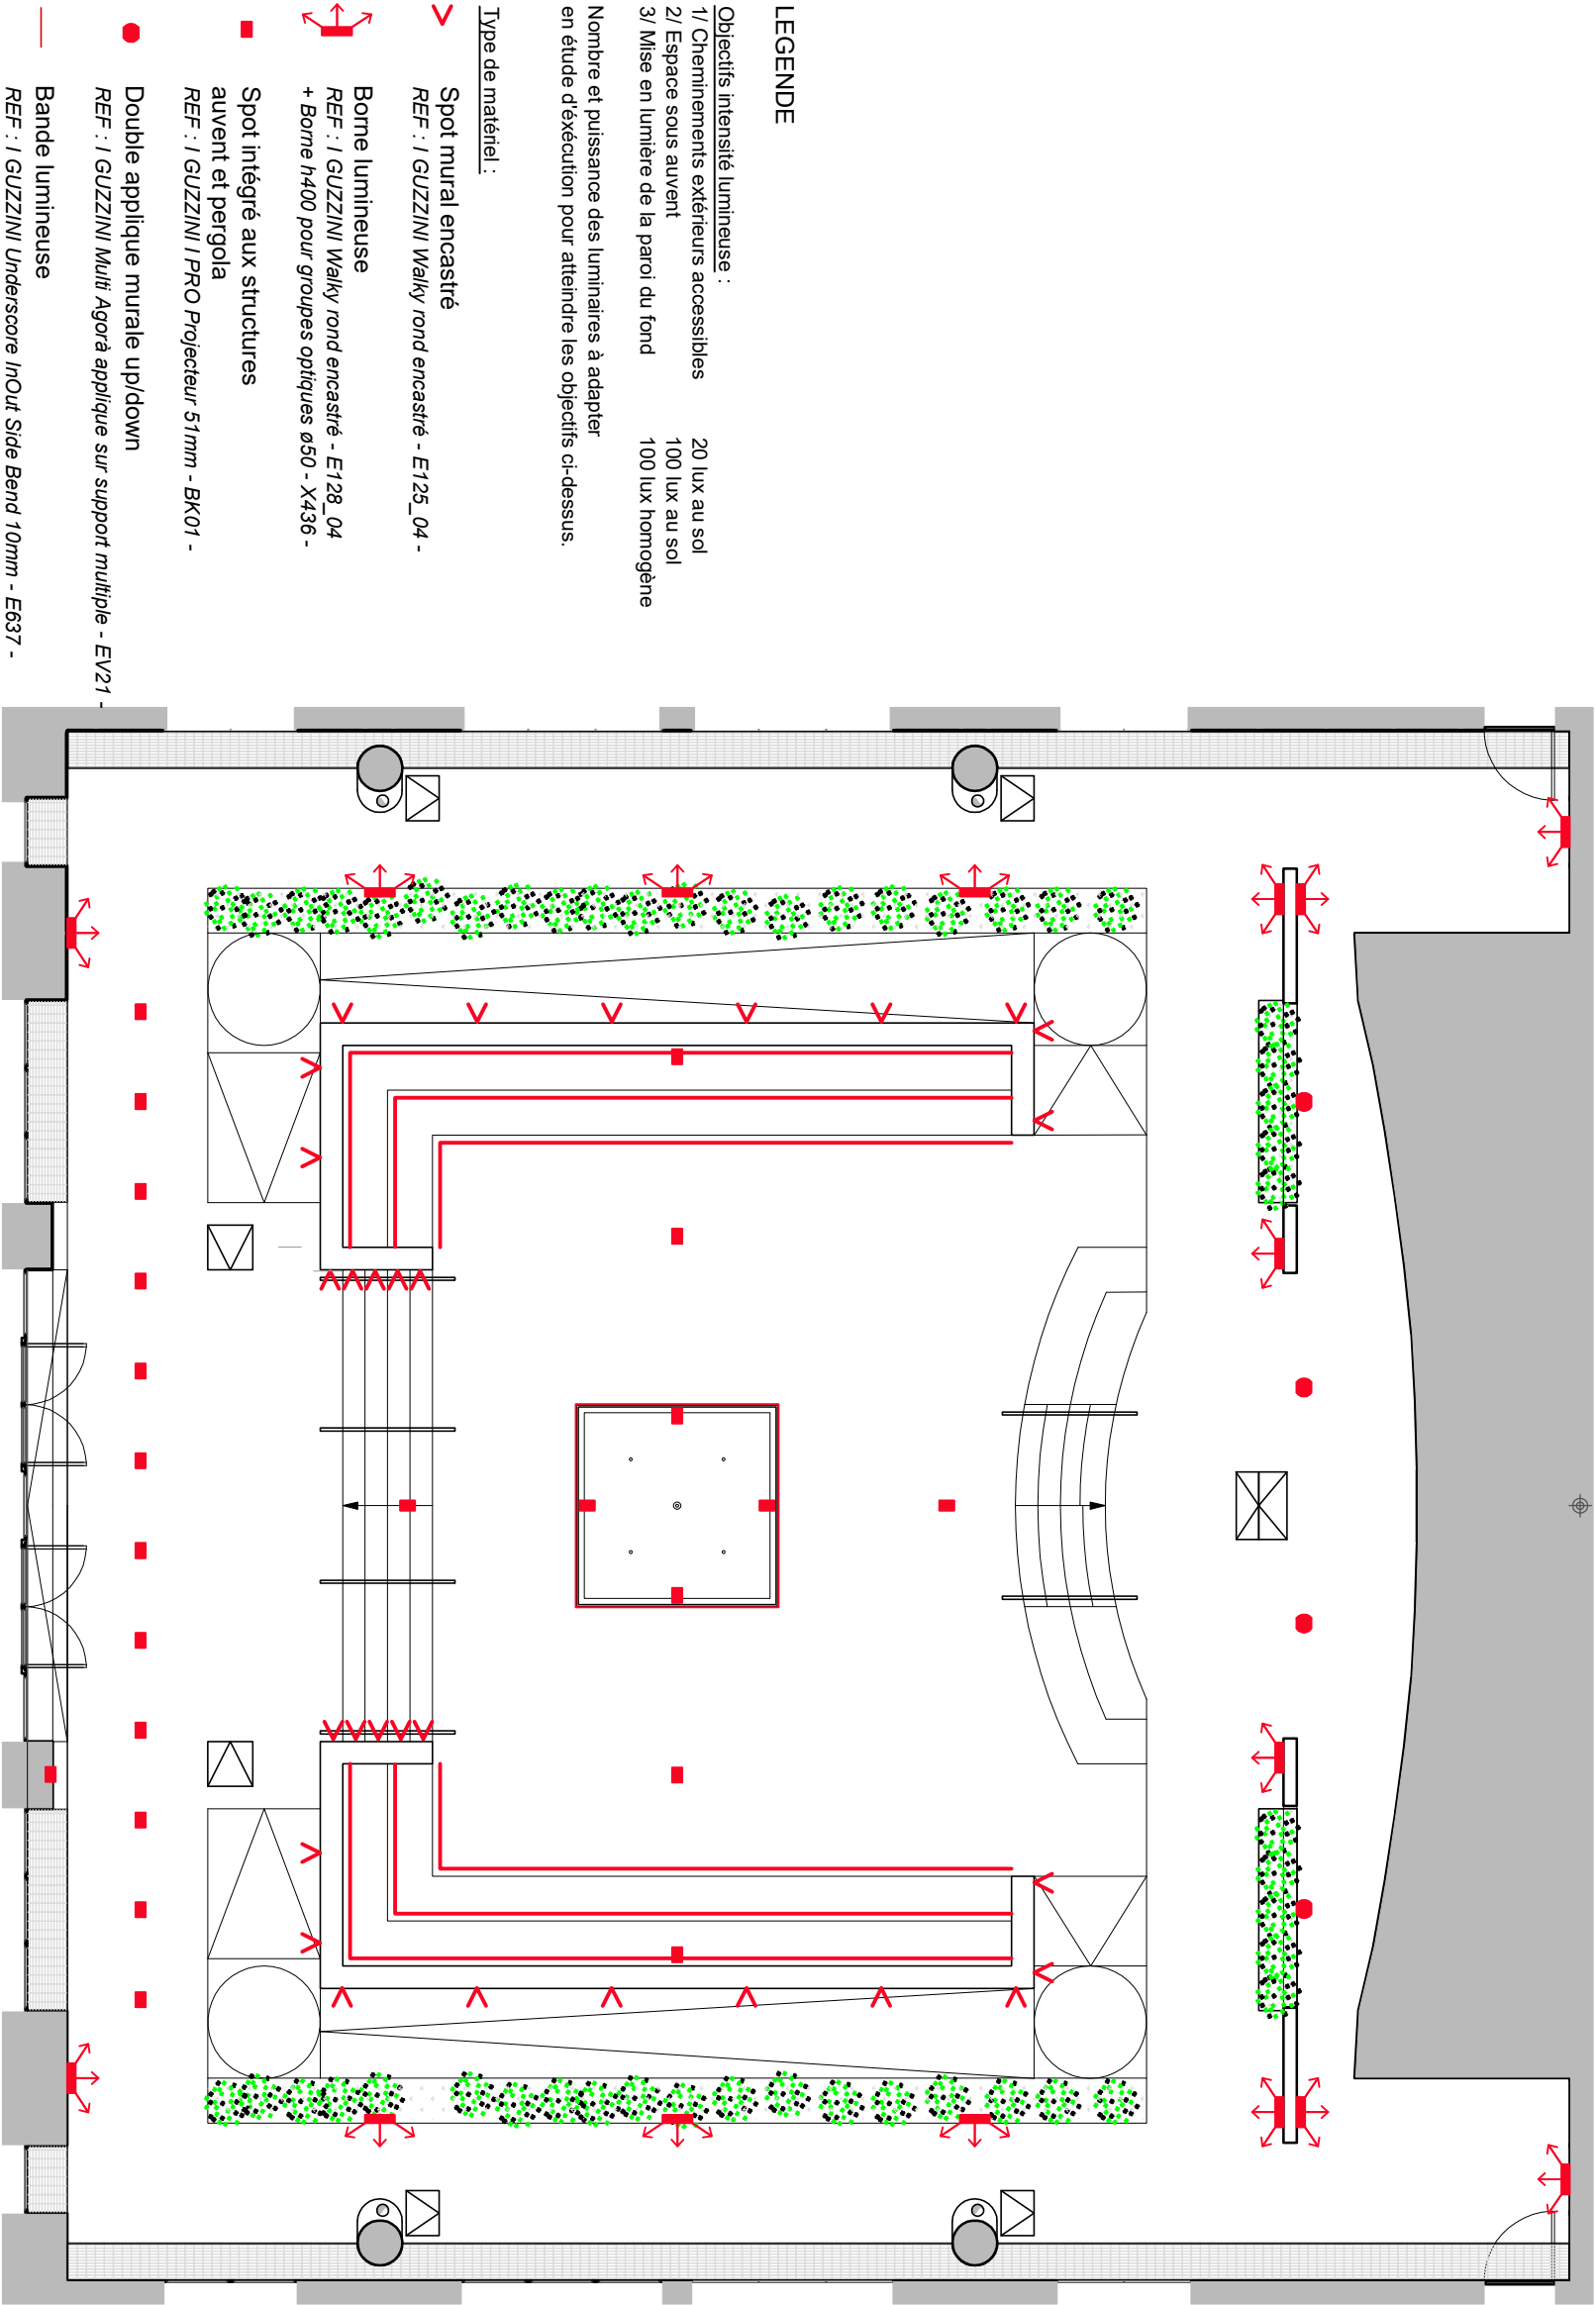 LEGENDE
Objectifs intensité lumineuse :
1/ Cheminements extérieurs accessibles 20 lux au sol
2/ Espace sous auvent 100 lux au sol
3/ Mise en lumière de la paroi du fond 100 lux homogène
Nombre et puissance des luminaires à adapter
en étude d'éxécution pour atteindre les objectifs ci-dessus.
Type de matériel :
Spot mural encastré
REF : I GUZZINI Walky rond encastré - E125_04 -
Borne lumineuse
REF : I GUZZINI Walky rond encastré - E128_04
+ Borne h400 pour groupes optiques ø50 - X436 -
Spot intégré aux structures
auvent et pergola
REF : I GUZZINI I PRO Projecteur 51mm - BK01 -
Double applique murale up/down
REF : I GUZZINI Multi Agorà applique sur support multiple - EV21 -
Bande lumineuse
REF : I GUZZINI Underscore InOut Side Bend 10mm - E637 -